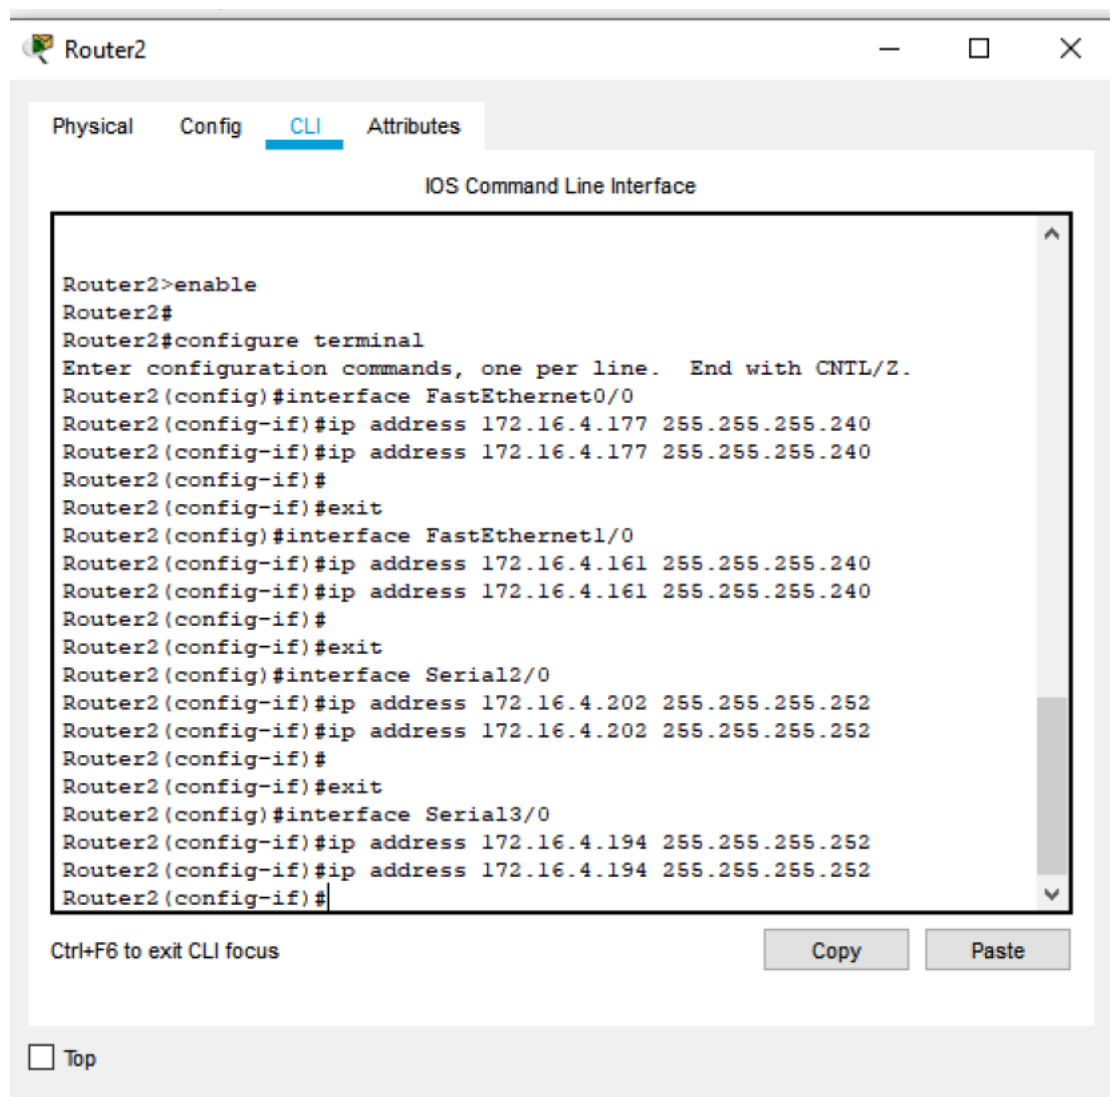 Router2
Physical Config CLI Attributes
IOS Command Line Interface
Router2>enable
Router2#
Router2#configure terminal
Enter configuration commands, one per line.  End with CNTL/Z.
Router2(config)#interface FastEthernet0/0
Router2(config-if)#ip address 172.16.4.177 255.255.255.240
Router2(config-if)#ip address 172.16.4.177 255.255.255.240
Router2(config-if)#
Router2(config-if)#exit
Router2(config)#interface FastEthernet1/0
Router2(config-if)#ip address 172.16.4.161 255.255.255.240
Router2(config-if)#ip address 172.16.4.161 255.255.255.240
Router2(config-if)#
Router2(config-if)#exit
Router2(config)#interface Serial2/0
Router2(config-if)#ip address 172.16.4.202 255.255.255.252
Router2(config-if)#ip address 172.16.4.202 255.255.255.252
Router2(config-if)#
Router2(config-if)#exit
Router2(config)#interface Serial3/0
Router2(config-if)#ip address 172.16.4.194 255.255.255.252
Router2(config-if)#ip address 172.16.4.194 255.255.255.252
Router2(config-if)#
Ctrl+F6 to exit CLI focus Copy Paste
Top